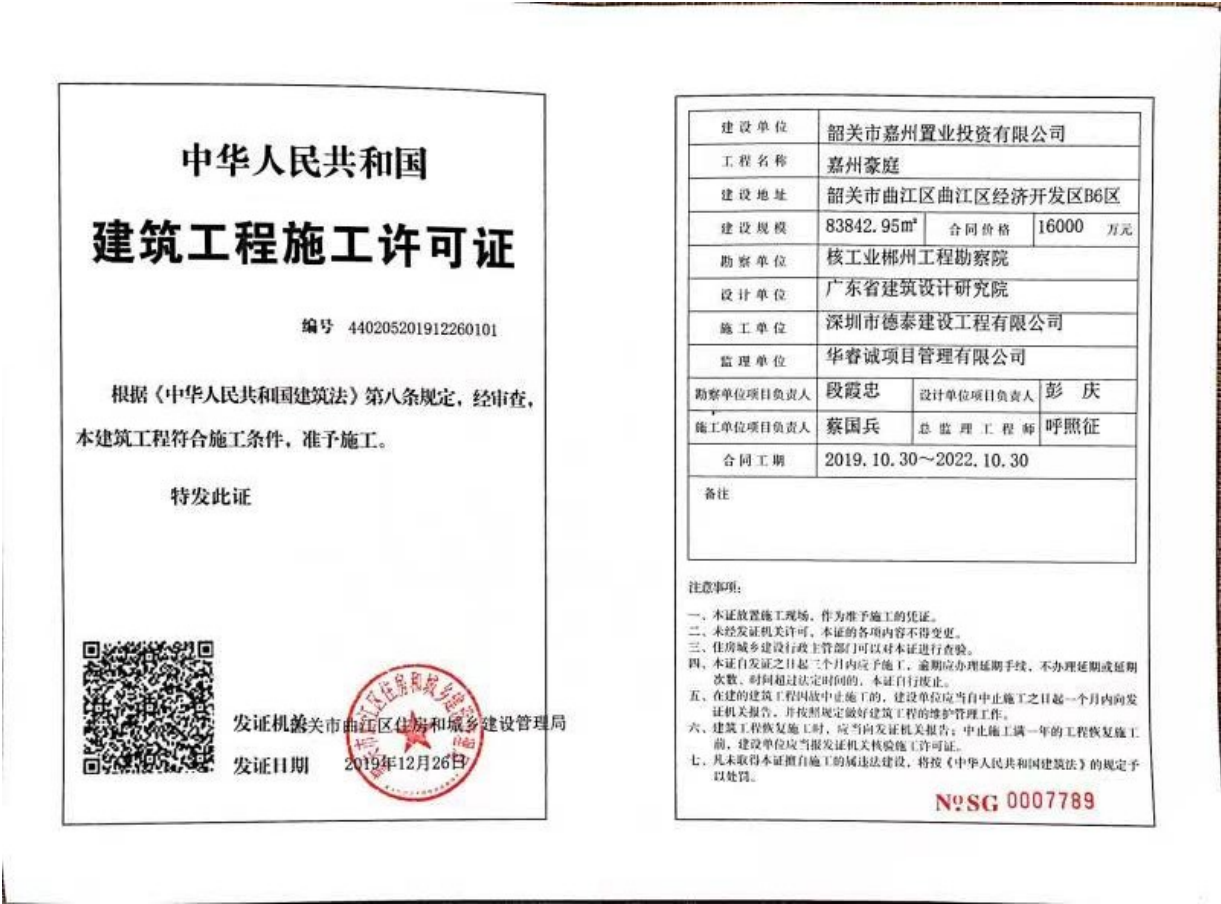 中华人民共和国
建筑工程施工许可证
编号 440205201912260101
根据《中华人民共和国建筑法》第八条规定，经审查，
本建筑工程符合施工条件，准予施工。
特发此证
发证机关 韶关市曲江区住房和城乡建设管理局
发证日期 2019年12月26日
建设单位 韶关市嘉州置业投资有限公司
工程名称 嘉州豪庭
建设地址 韶关市曲江区曲江区经济开发区B6区
建设规模 83842.95㎡ 合同价格 16000 万元
勘察单位 核工业郴州工程勘察院
设计单位 广东省建筑设计研究院
施工单位 深圳市德泰建设工程有限公司
监理单位 华睿诚项目管理有限公司
勘察单位项目负责人 段霞忠 设计单位项目负责人 彭 庆
施工单位项目负责人 蔡国兵 总监理工程师 呼照征
合同工期 2019.10.30～2022.10.30
备注
注意事项：
一、本证放置施工现场，作为准予施工的凭证。
二、未经发证机关许可，本证的各项内容不得变更。
三、住房城乡建设行政主管部门可以对本证进行查验。
四、本证自发证之日起三个月内应予施工，逾期应办理延期手续，不办理延期或延期
次数、时间超过法定时间的，本证自行废止。
五、在建的建筑工程因故中止施工的，建设单位应当自中止施工之日起一个月内向发
证机关报告，并按照规定做好建筑工程的维护管理工作。
六、建筑工程恢复施工时，应当向发证机关报告；中止施工满一年的工程恢复施工
前，建设单位应当报发证机关核验施工许可证。
七、凡未取得本证擅自施工的属违法建设，将按《中华人民共和国建筑法》的规定予
以处罚。
№SG 0007789